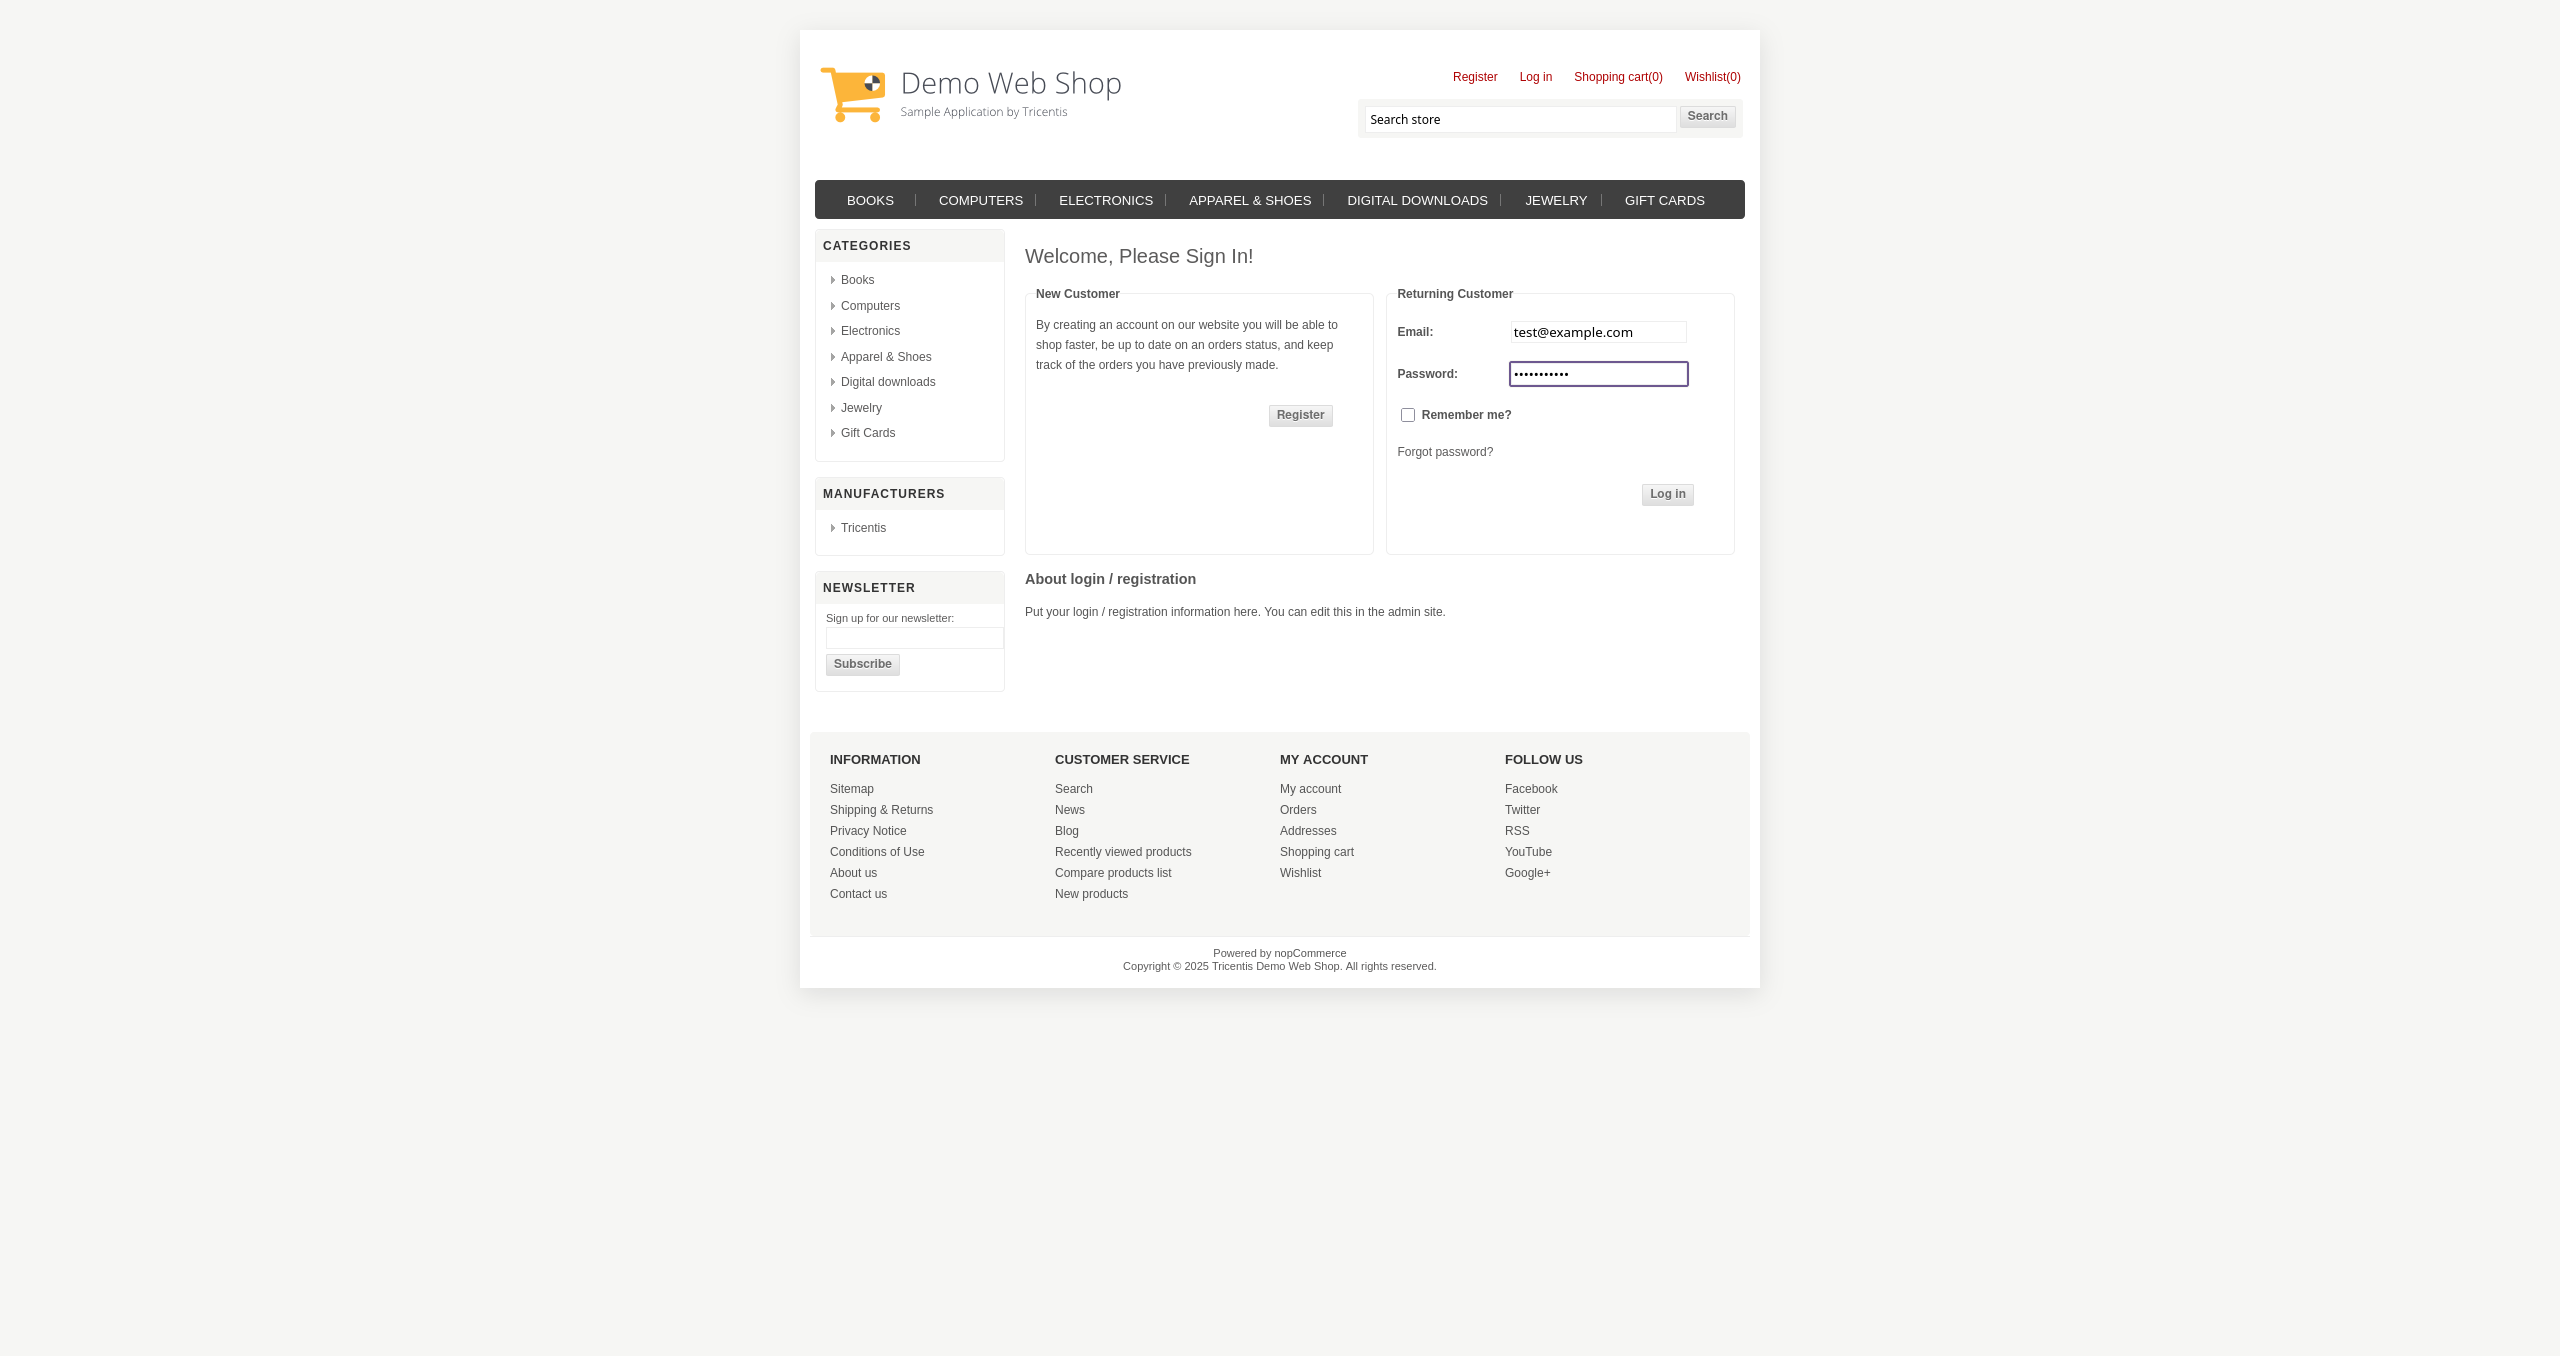 Demo Web Shop
Sample Application by Tricentis
Register Log in Shopping cart(0) Wishlist(0)
Search store Search
BOOKS COMPUTERS ELECTRONICS APPAREL & SHOES DIGITAL DOWNLOADS JEWELRY GIFT CARDS
CATEGORIES
Books
Computers
Electronics
Apparel & Shoes
Digital downloads
Jewelry
Gift Cards
MANUFACTURERS
Tricentis
NEWSLETTER
Sign up for our newsletter:
Subscribe
Welcome, Please Sign In!
New Customer
By creating an account on our website you will be able to
shop faster, be up to date on an orders status, and keep
track of the orders you have previously made.
Register
Returning Customer
Email: test@example.com
Password: •••••••••••
Remember me?
Forgot password?
Log in
About login / registration
Put your login / registration information here. You can edit this in the admin site.
INFORMATION
Sitemap
Shipping & Returns
Privacy Notice
Conditions of Use
About us
Contact us
CUSTOMER SERVICE
Search
News
Blog
Recently viewed products
Compare products list
New products
MY ACCOUNT
My account
Orders
Addresses
Shopping cart
Wishlist
FOLLOW US
Facebook
Twitter
RSS
YouTube
Google+
Powered by nopCommerce
Copyright © 2025 Tricentis Demo Web Shop. All rights reserved.